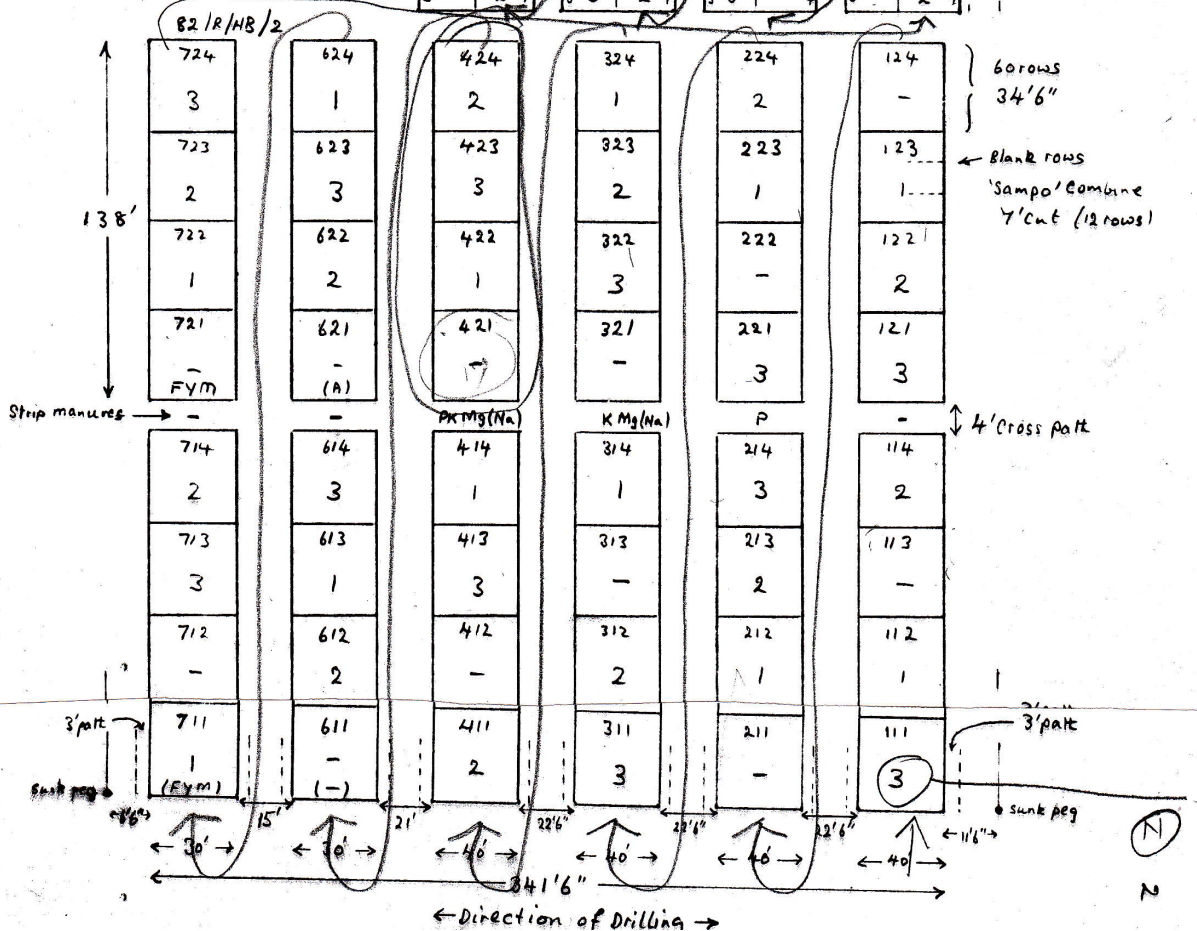 82/R/HB/2
724 624 424 324 224 124
3 1 2 1 2 -
60 rows
34'6"
723 623 423 323 223 123
2 3 3 2 1 1
← Blank rows
'Sampo' Combine
7' Cut (12 rows)
138'
722 622 422 322 222 122
1 2 1 3 - 2
721 621 421 321 221 121
- - - - 3 3
FYM (A)
Strip manures → - - PK Mg(Na) K Mg(Na) P -
4' Cross path
714 614 414 314 214 114
2 3 1 1 3 2
713 613 413 313 213 113
3 1 3 - 2 -
712 612 412 312 212 112
- 2 - 2 1 1
3' path
3' path
711 611 411 311 211 111
1 - 2 3 - 3
(FYM) (-)
sunk peg
sunk peg
15' 21' 22'6" 22'6" 22'6" 11'6"
N
← 30' → ← 30' → ← 40' → ← 40' → ← 40' → ← 40 →
341'6"
N
← Direction of Drilling →